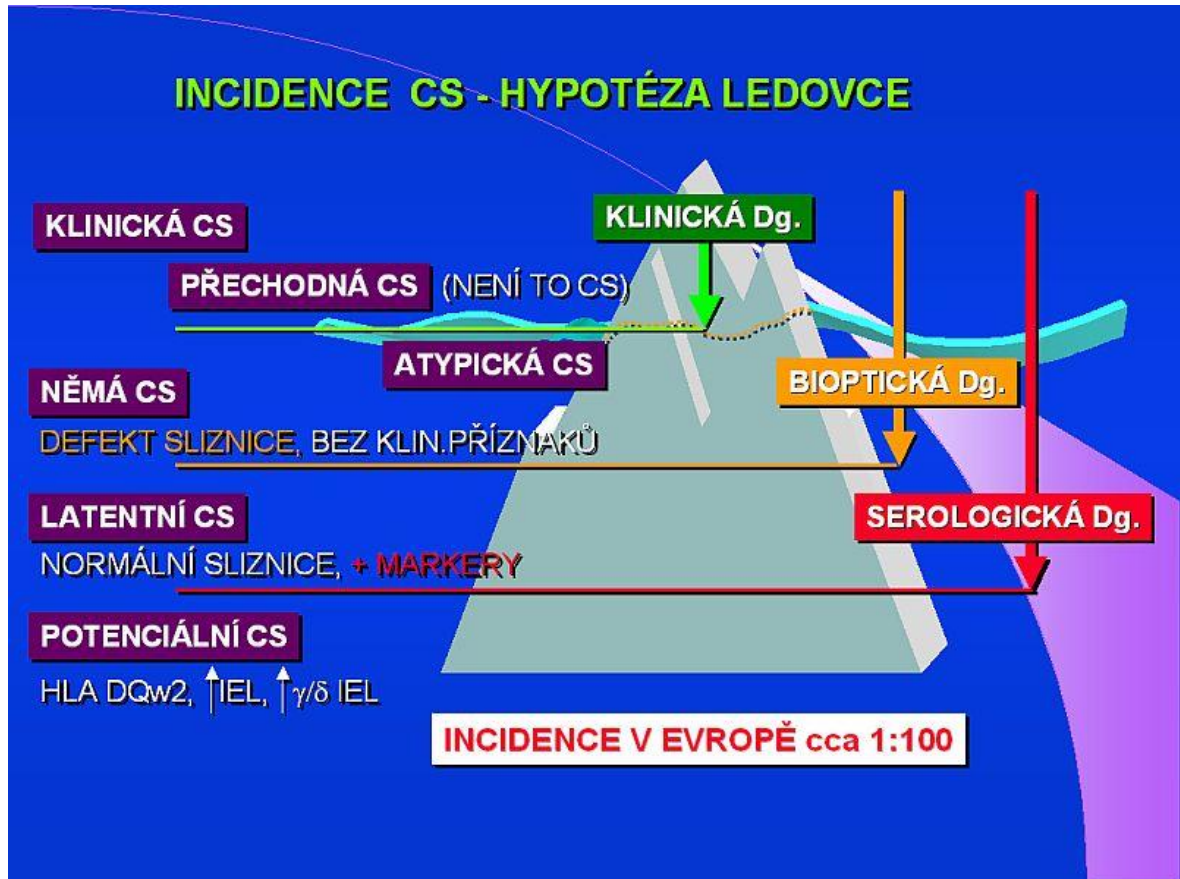 INCIDENCE CS - HYPOTÉZA LEDOVCE
KLINICKÁ CS
KLINICKÁ Dg.
PŘECHODNÁ CS (NENÍ TO CS)
ATYPICKÁ CS
NĚMÁ CS
BIOPTICKÁ Dg.
DEFEKT SLIZNICE, BEZ KLIN.PŘÍZNAKŮ
LATENTNÍ CS
SEROLOGICKÁ Dg.
NORMÁLNÍ SLIZNICE, + MARKERY
POTENCIÁLNÍ CS
HLA DQw2, ↑IEL, ↑γ/δ IEL
INCIDENCE V EVROPĚ cca 1:100